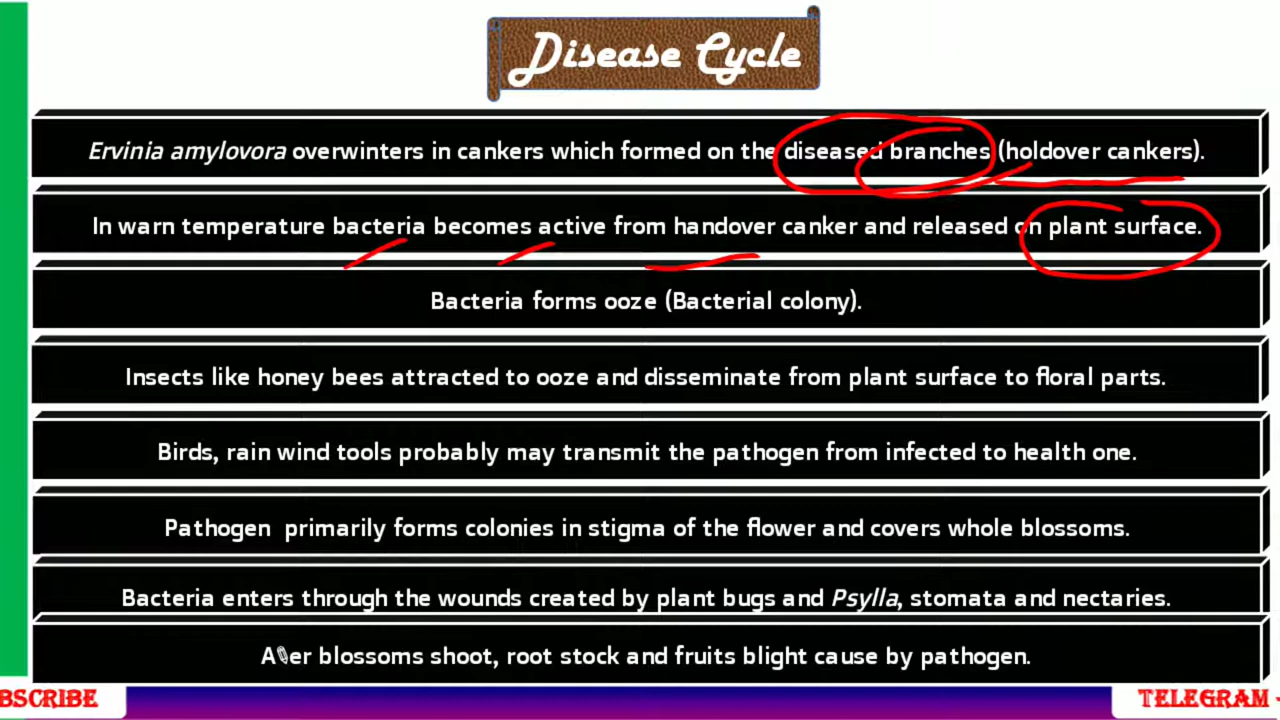 Disease Cycle
Ervinia amylovora overwinters in cankers which formed on the diseased branches (holdover cankers).
In warn temperature bacteria becomes active from handover canker and released on plant surface.
Bacteria forms ooze (Bacterial colony).
Insects like honey bees attracted to ooze and disseminate from plant surface to floral parts.
Birds, rain wind tools probably may transmit the pathogen from infected to health one.
Pathogen primarily forms colonies in stigma of the flower and covers whole blossoms.
Bacteria enters through the wounds created by plant bugs and Psylla, stomata and nectaries.
blossoms shoot, root stock and fruits blight cause by pathogen.
BSCRIBE
TELEGRAM -